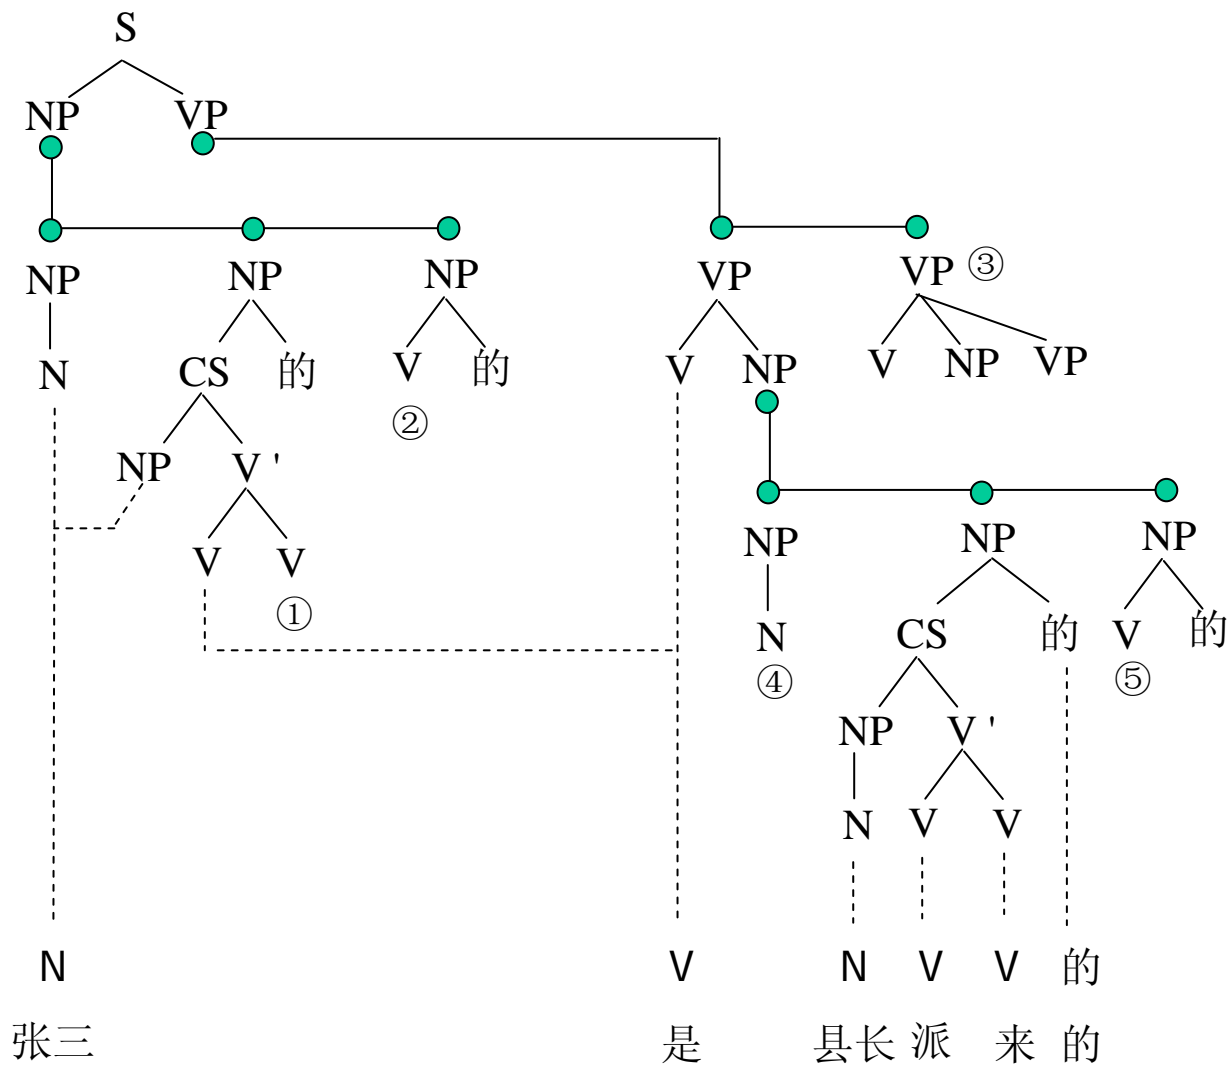 S
NP VP
NP NP NP VP VP ③
N CS 的 V 的 V NP V NP VP
②
NP V '
V V NP NP NP
① N CS 的 V 的
④ ⑤
NP V '
N V V
N V N V V 的
张三 是 县长 派 来 的